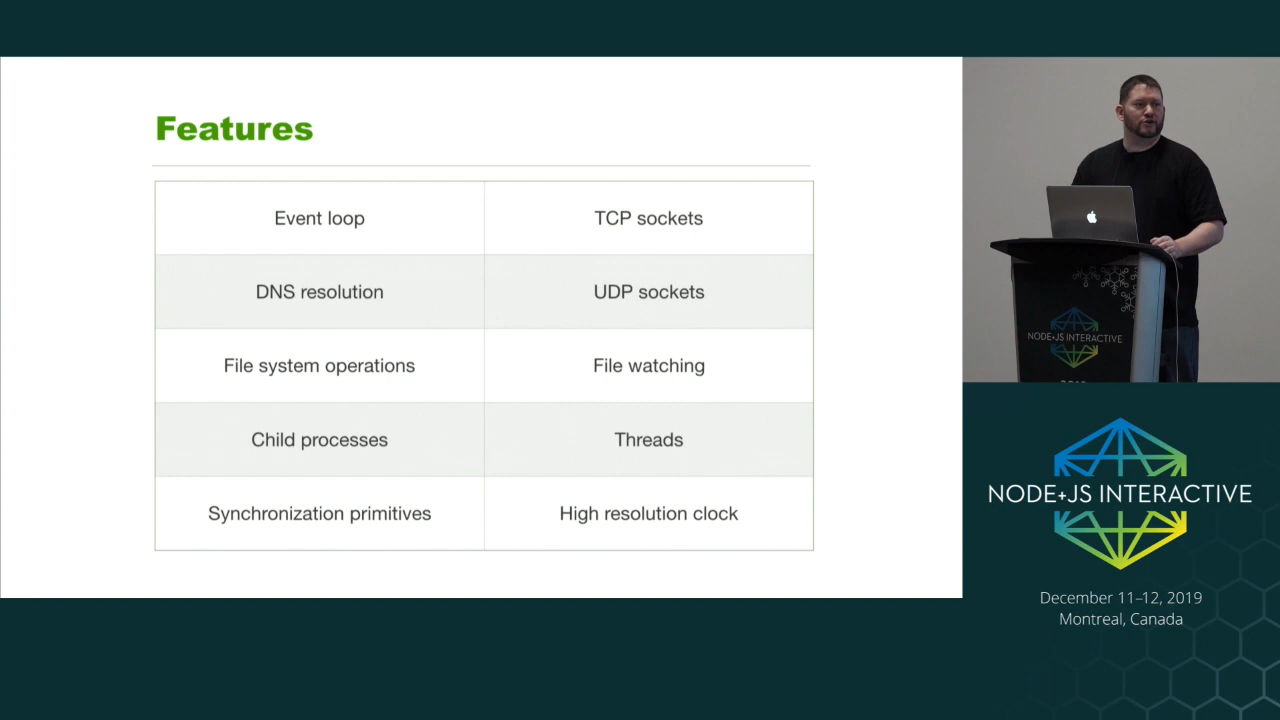 Features
Event loop
TCP sockets
DNS resolution
UDP sockets
File system operations
File watching
Child processes
Threads
Synchronization primitives
High resolution clock
NODE+JS INTERACTIVE
NODE+JS INTERACTIVE
December 11–12, 2019
Montreal, Canada